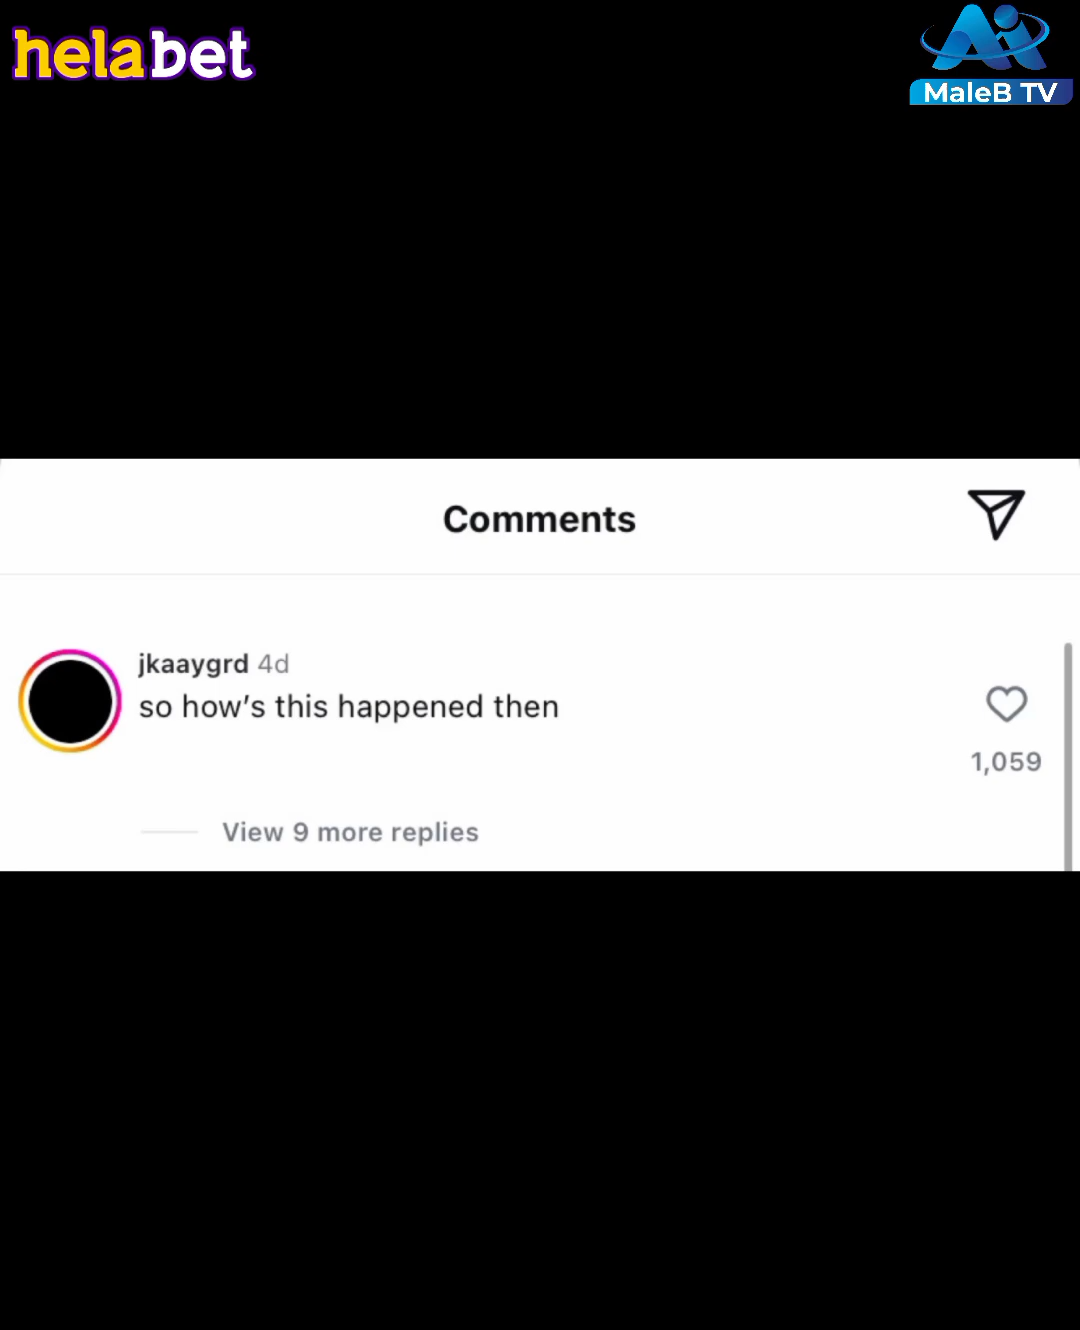 helabet
MaleB TV
Comments
jkaaygrd 4d
so how’s this happened then
1,059
View 9 more replies